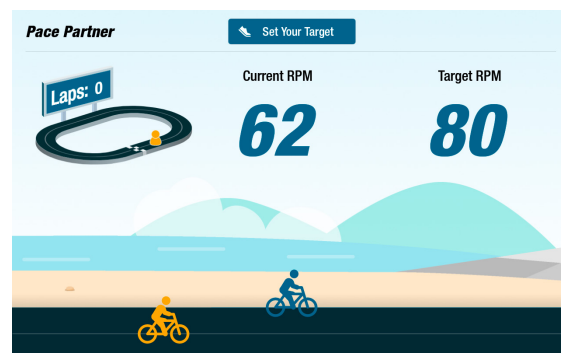 Pace Partner
Set Your Target
Laps: 0
Current RPM
62
Target RPM
80